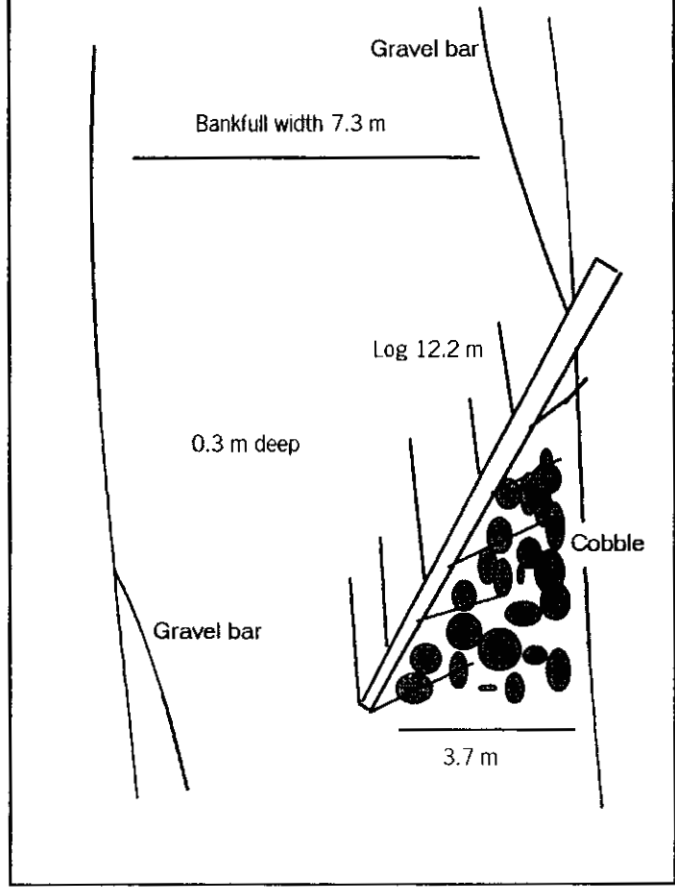 Gravel bar
Bankfull width 7.3 m
Log 12.2 m
0.3 m deep
Cobble
Gravel bar
3.7 m